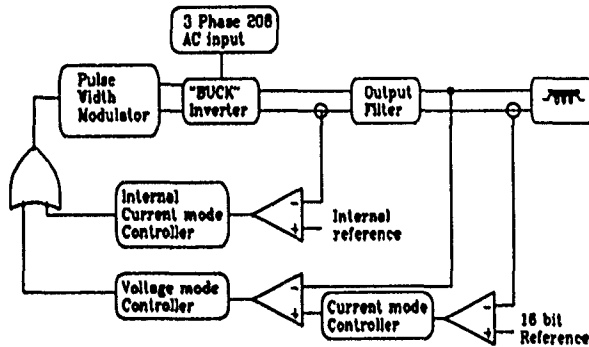 3 Phase 208
AC input
Pulse
Width
Modulator
"BUCK"
Inverter
Output
Filter
Internal
Current mode
Controller
-
+
Internal
reference
Voltage mode
Controller
-
+
Current mode
Controller
-
+
16 bit
Reference